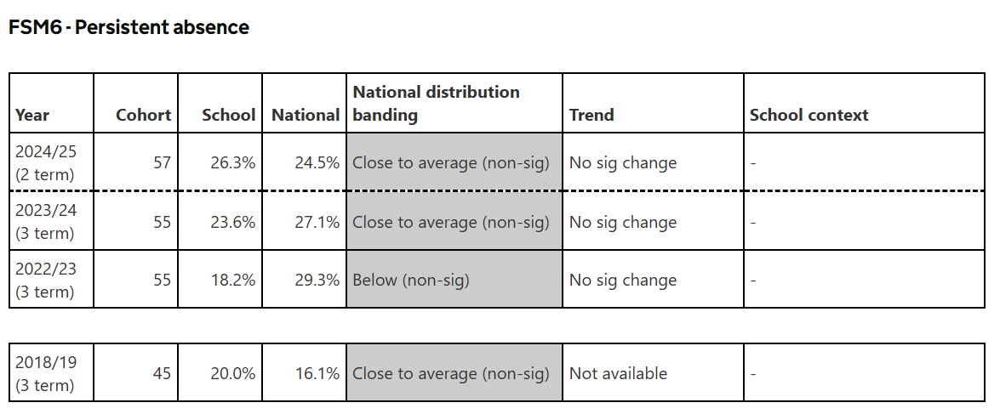 FSM6 - Persistent absence
Year Cohort School National National distribution banding Trend School context
2024/25 (2 term) 57 26.3% 24.5% Close to average (non-sig) No sig change -
2023/24 (3 term) 55 23.6% 27.1% Close to average (non-sig) No sig change -
2022/23 (3 term) 55 18.2% 29.3% Below (non-sig) No sig change -
2018/19 (3 term) 45 20.0% 16.1% Close to average (non-sig) Not available -